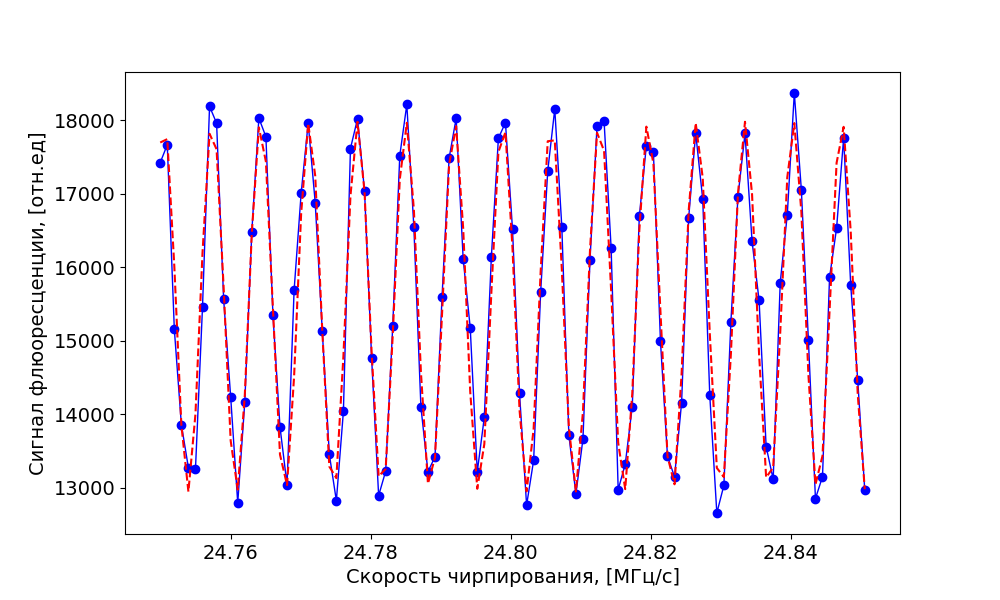 Сигнал флюоресценции, [отн.ед]
18000
17000
16000
15000
14000
13000
24.76 24.78 24.80 24.82 24.84
Скорость чирпирования, [МГц/с]